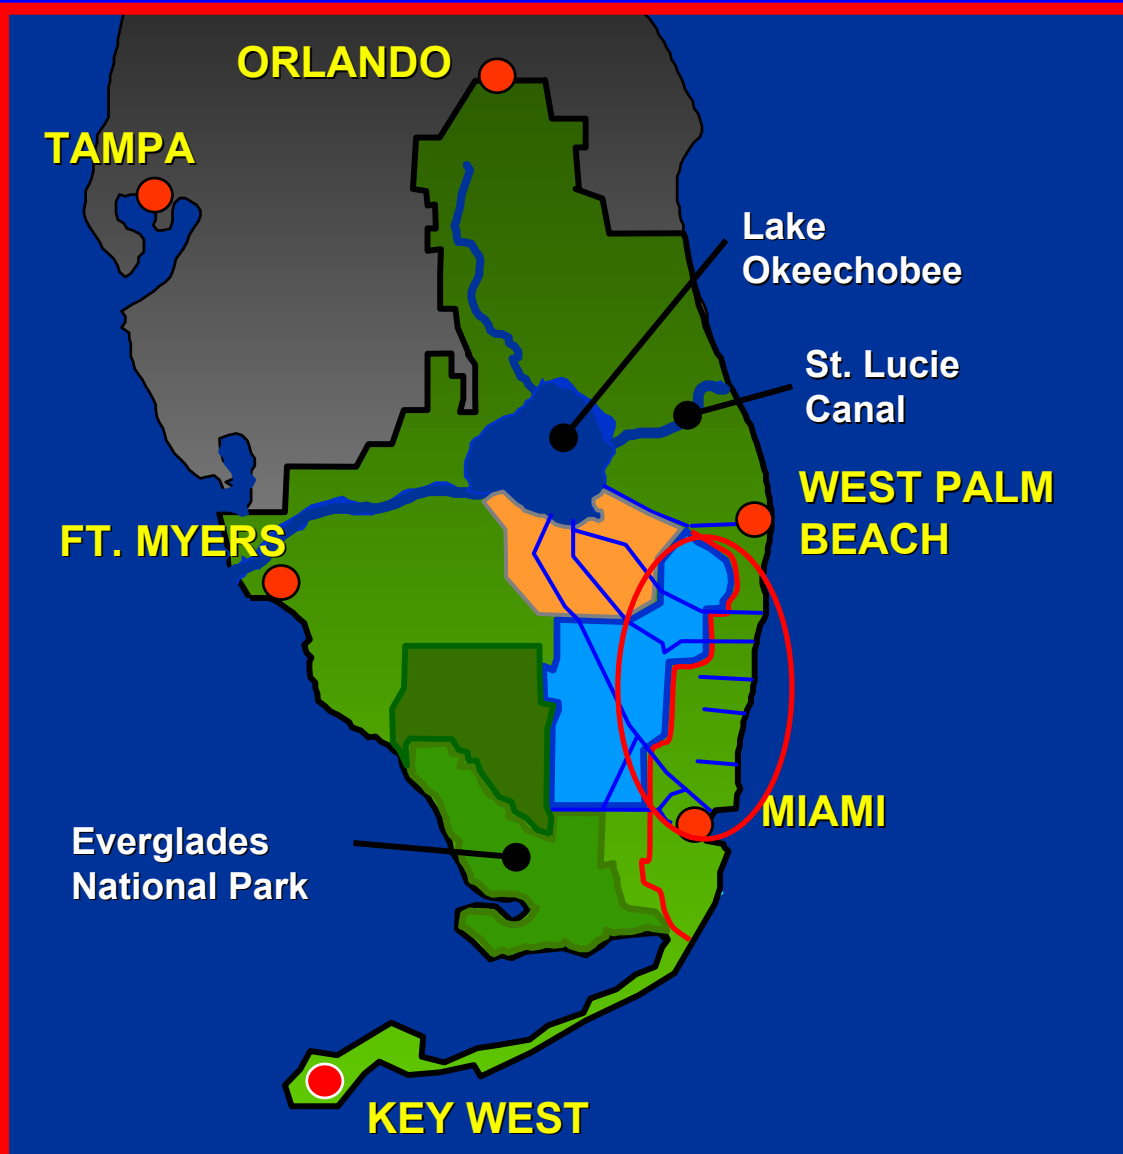 ORLANDO
TAMPA
Lake
Okeechobee
St. Lucie
Canal
WEST PALM
BEACH
FT. MYERS
MIAMI
Everglades
National Park
KEY WEST